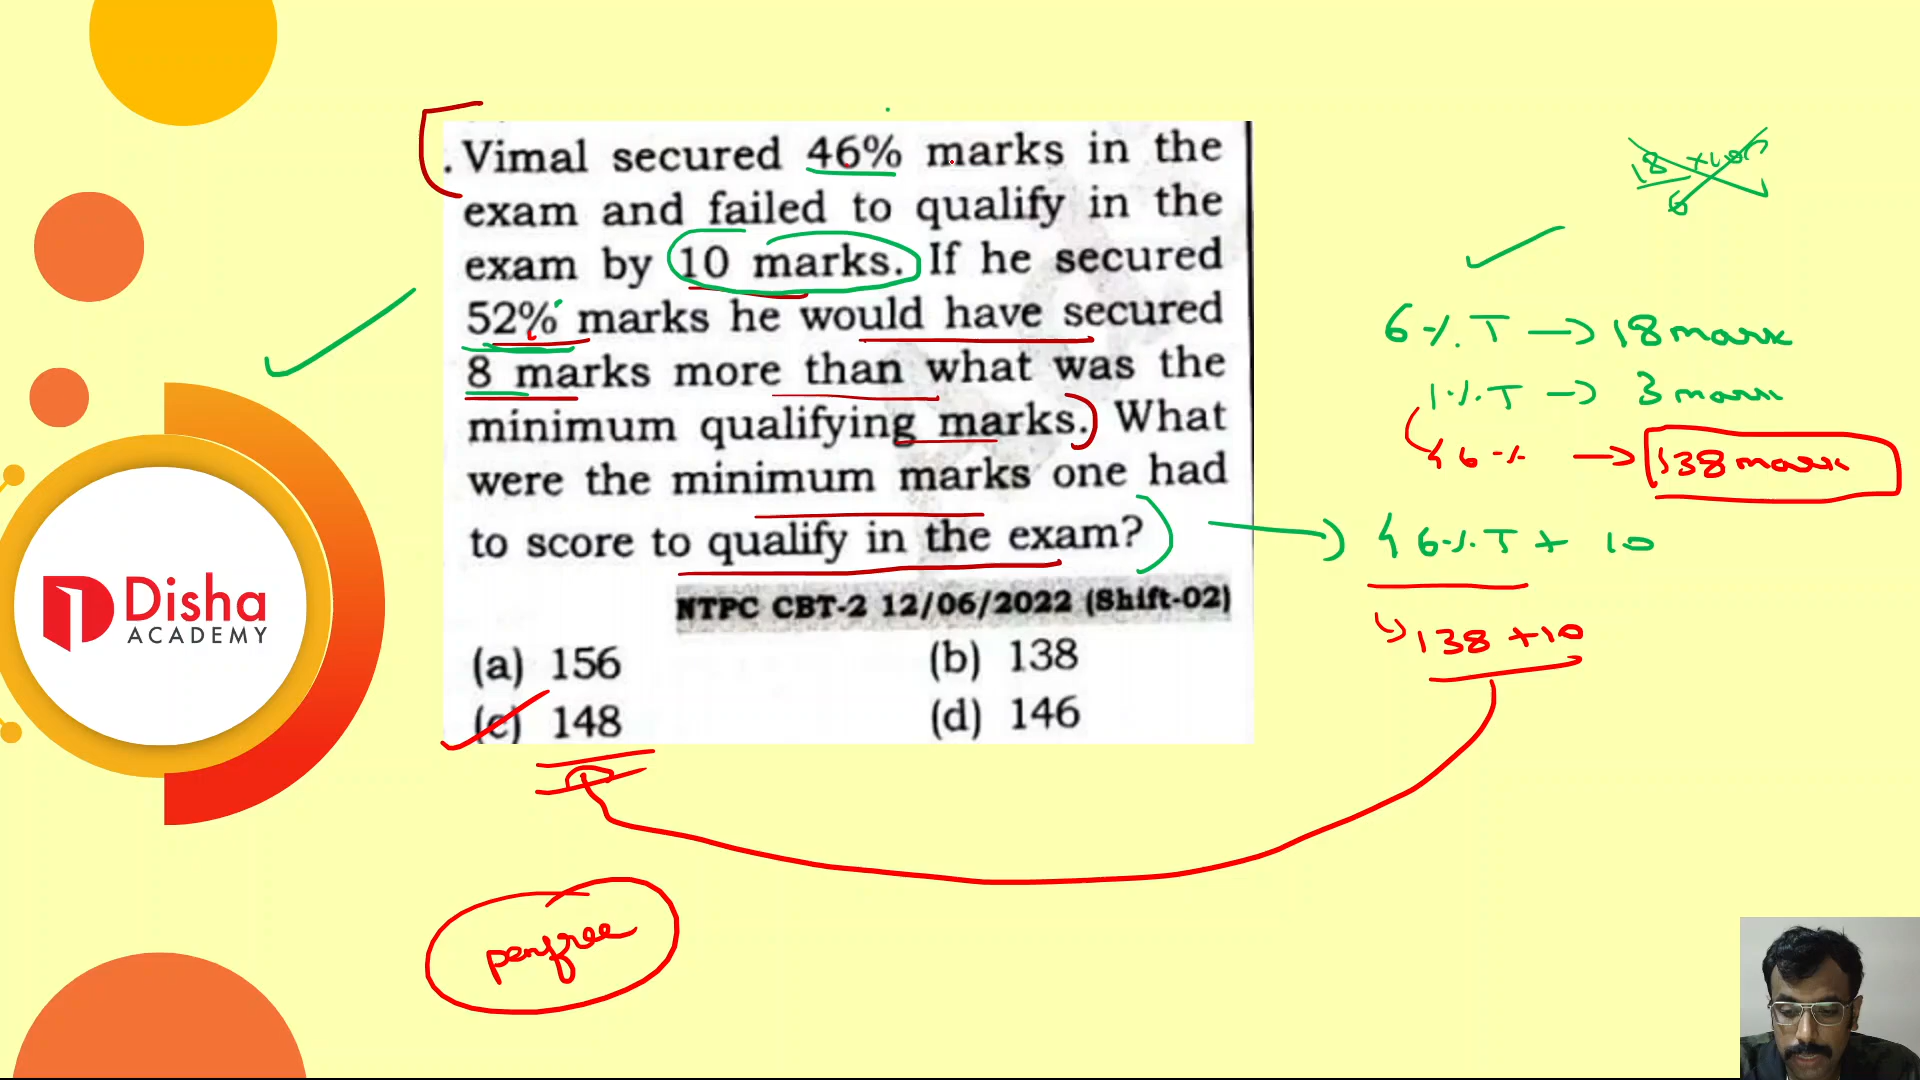 . Vimal secured 46% marks in the
exam and failed to qualify in the
exam by 10 marks. If he secured
52% marks he would have secured
8 marks more than what was the
minimum qualifying marks. What
were the minimum marks one had
to score to qualify in the exam?
NTPC CBT-2 12/06/2022 (Shift-02)
(a) 156 (b) 138
(c) 148 (d) 146
Disha
ACADEMY
6 %. T → 18 mark
1 %. T → 3 mark
46 % → 138 mark
46 %. T + 10
138 + 10
penfree